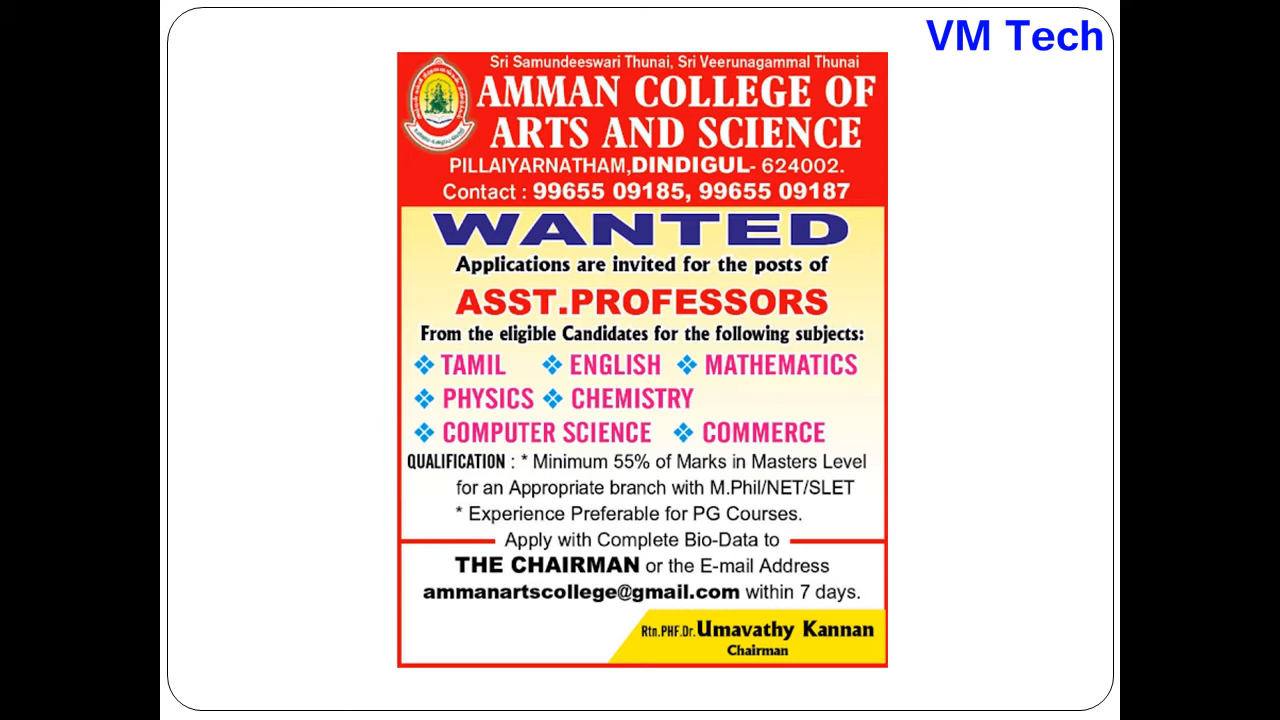 VM Tech
Sri Samundeeswari Thunai, Sri Veerunagammal Thunai
AMMAN COLLEGE OF
ARTS AND SCIENCE
PILLAIYARNATHAM,DINDIGUL- 624002.
Contact : 99655 09185, 99655 09187
WANTED
Applications are invited for the posts of
ASST.PROFESSORS
From the eligible Candidates for the following subjects:
❖ TAMIL ❖ ENGLISH ❖ MATHEMATICS
❖ PHYSICS ❖ CHEMISTRY
❖ COMPUTER SCIENCE ❖ COMMERCE
QUALIFICATION : * Minimum 55% of Marks in Masters Level
for an Appropriate branch with M.Phil/NET/SLET
* Experience Preferable for PG Courses.
Apply with Complete Bio-Data to
THE CHAIRMAN or the E-mail Address
ammanartscollege@gmail.com within 7 days.
Rtn.PHF.Dr.Umavathy Kannan
Chairman